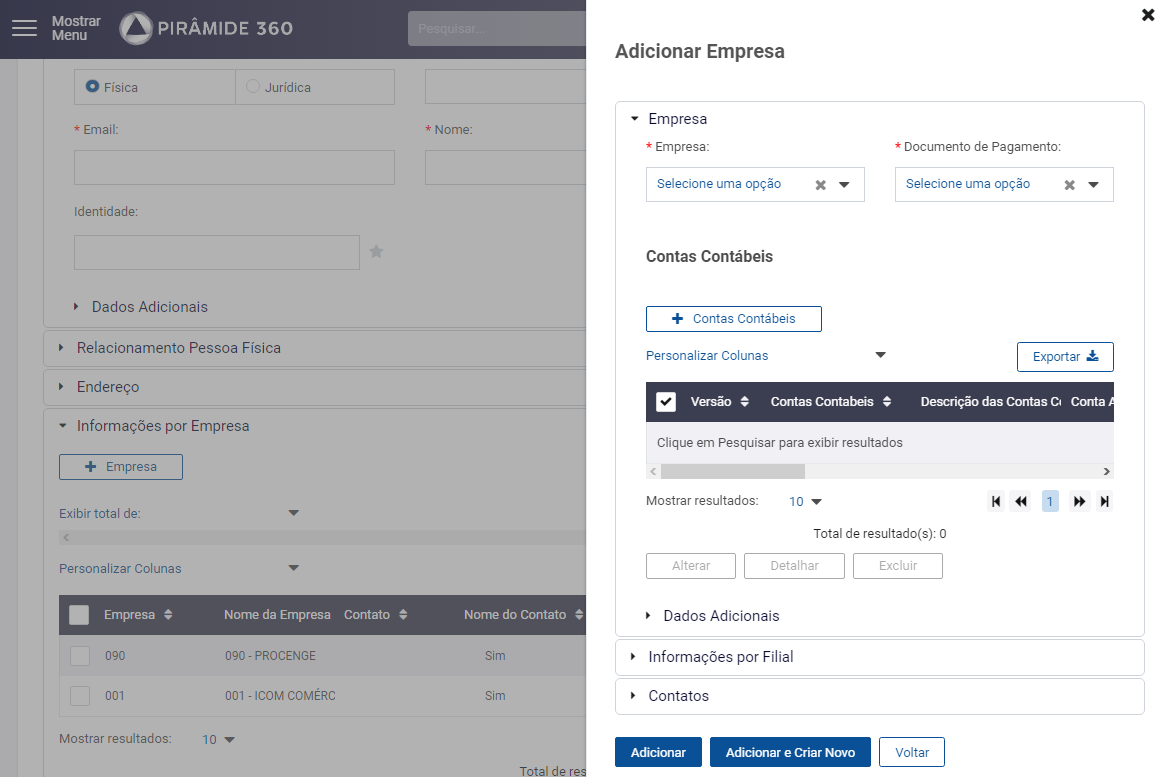 Mostrar
Menu
PIRÂMIDE 360
Pesquisar...
Física
Jurídica
* Email:
* Nome:
Identidade:
Dados Adicionais
Relacionamento Pessoa Física
Endereço
Informações por Empresa
+ Empresa
Exibir total de:
Personalizar Colunas
Empresa Nome da Empresa Contato Nome do Contato
090 090 - PROCENGE Sim
001 001 - ICOM COMÉRC Sim
Mostrar resultados: 10
Total de res
Adicionar Empresa
Empresa
* Empresa:
* Documento de Pagamento:
Selecione uma opção
Selecione uma opção
Contas Contábeis
+ Contas Contábeis
Personalizar Colunas
Exportar
Versão Contas Contabeis Descrição das Contas Co Conta A
Clique em Pesquisar para exibir resultados
Mostrar resultados: 10
1
Total de resultado(s): 0
Alterar Detalhar Excluir
Dados Adicionais
Informações por Filial
Contatos
Adicionar Adicionar e Criar Novo Voltar